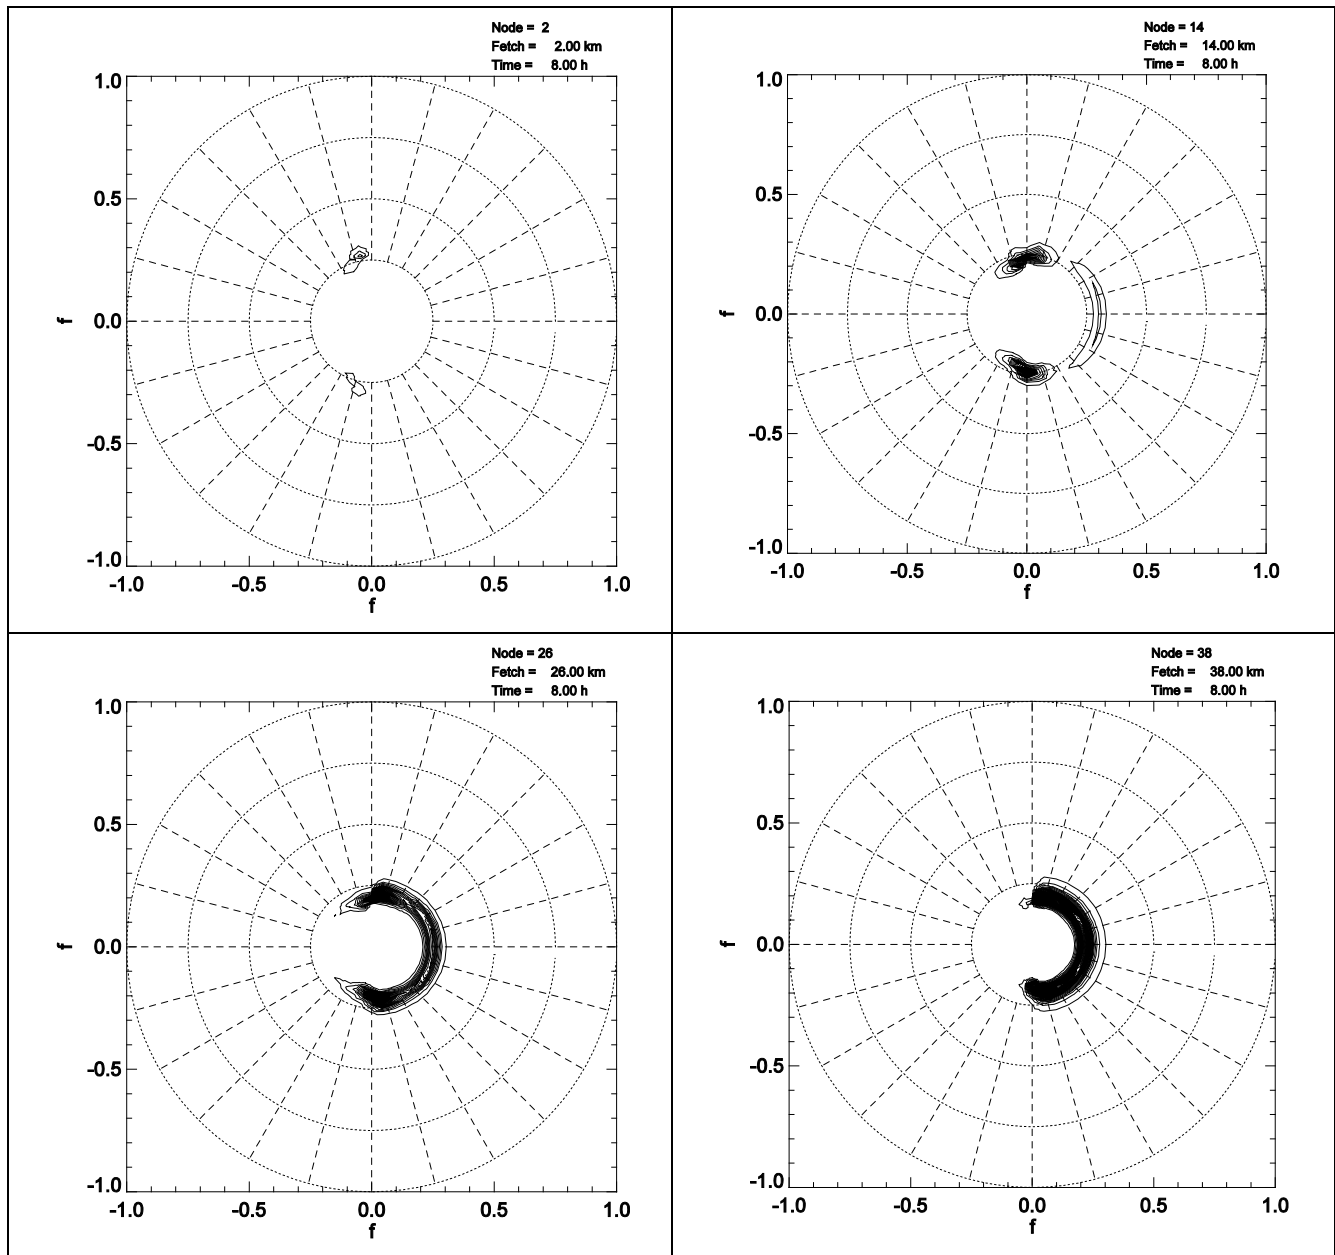 Node = 2
Fetch = 2.00 km
Time = 8.00 h
1.0
0.5
f
0.0
-0.5
-1.0
-1.0 -0.5 0.0 0.5 1.0
f
Node = 14
Fetch = 14.00 km
Time = 8.00 h
1.0
0.5
f
0.0
-0.5
-1.0
-1.0 -0.5 0.0 0.5 1.0
f
Node = 26
Fetch = 26.00 km
Time = 8.00 h
1.0
0.5
f
0.0
-0.5
-1.0
-1.0 -0.5 0.0 0.5 1.0
f
Node = 38
Fetch = 38.00 km
Time = 8.00 h
1.0
0.5
f
0.0
-0.5
-1.0
-1.0 -0.5 0.0 0.5 1.0
f